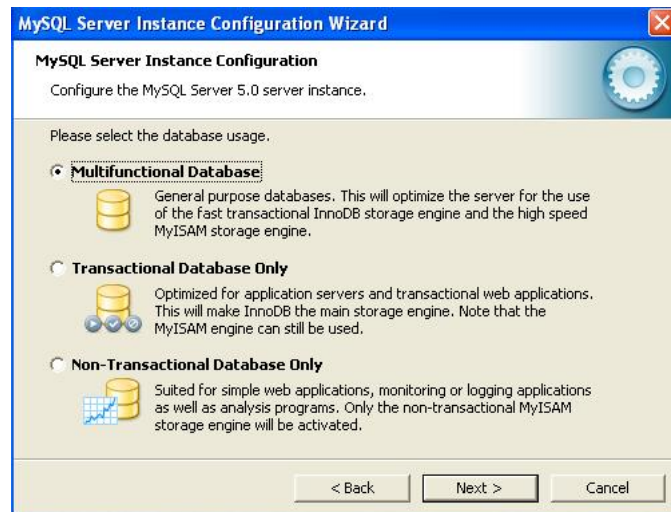 MySQL Server Instance Configuration Wizard
MySQL Server Instance Configuration
Configure the MySQL Server 5.0 server instance.
Please select the database usage.
Multifunctional Database
General purpose databases. This will optimize the server for the use
of the fast transactional InnoDB storage engine and the high speed
MyISAM storage engine.
Transactional Database Only
Optimized for application servers and transactional web applications.
This will make InnoDB the main storage engine. Note that the
MyISAM engine can still be used.
Non-Transactional Database Only
Suited for simple web applications, monitoring or logging applications
as well as analysis programs. Only the non-transactional MyISAM
storage engine will be activated.
< Back Next > Cancel